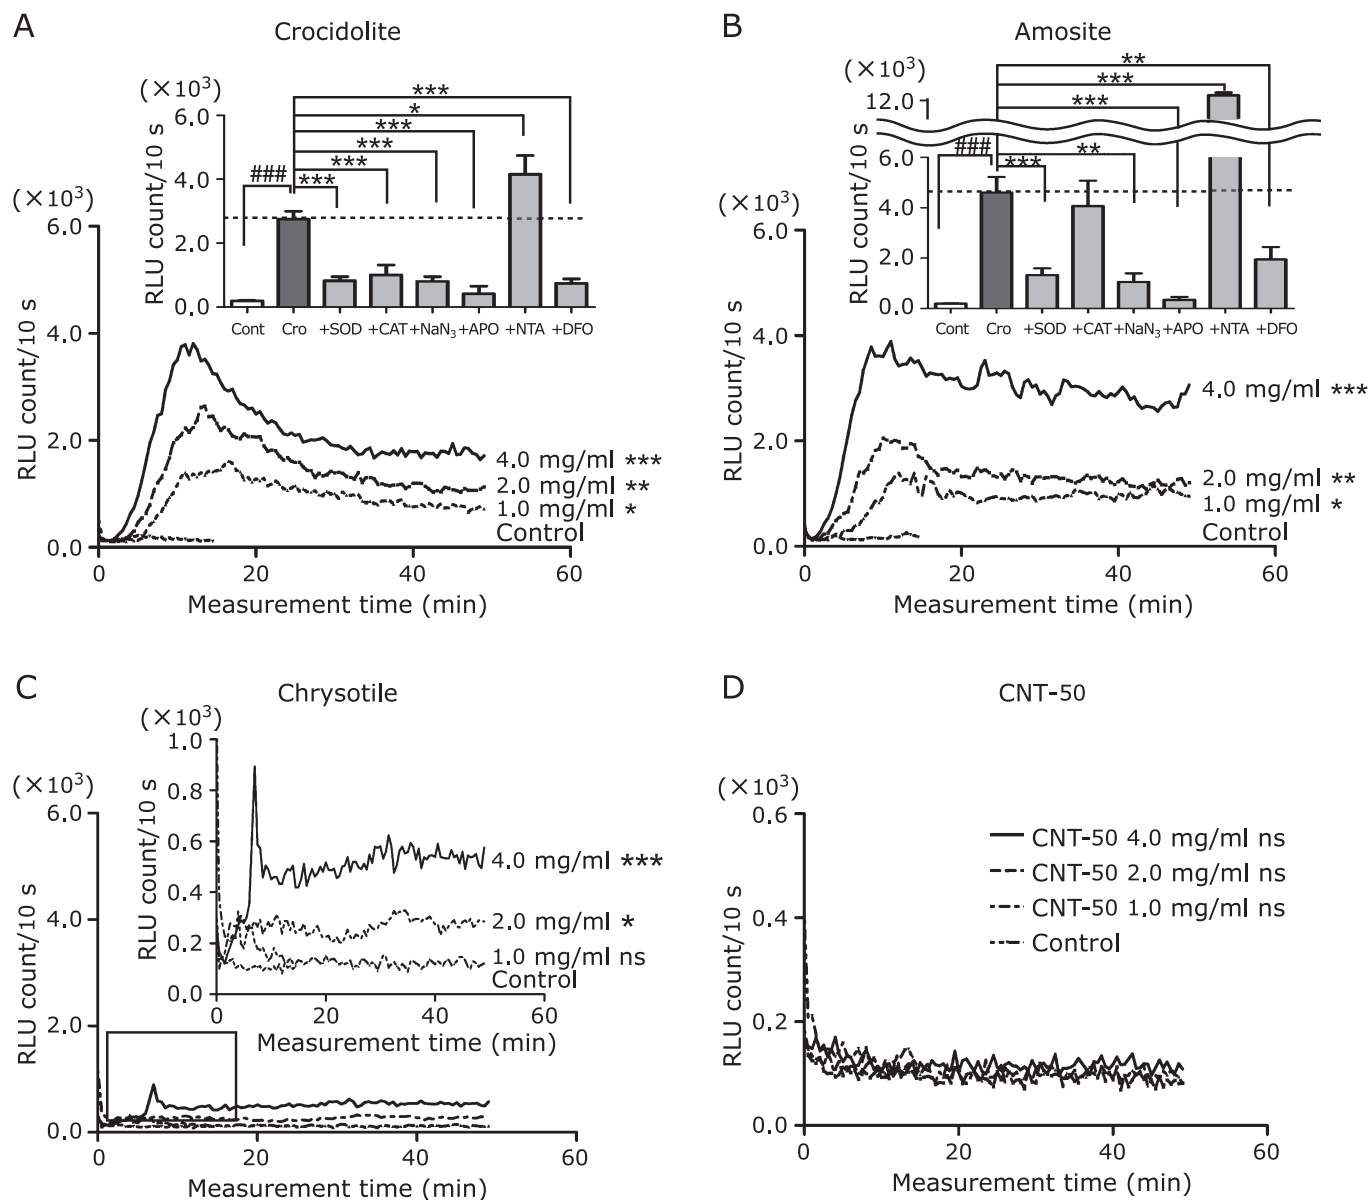 A
Crocidolite
(×10³)
6.0
4.0
2.0
0.0
RLU count/10 s
###
***
***
***
***
*
***
Cont Cro +SOD +CAT +NaN₃ +APO +NTA +DFO
(×10³)
6.0
4.0
2.0
0.0
RLU count/10 s
4.0 mg/ml ***
2.0 mg/ml **
1.0 mg/ml *
Control
0 20 40 60
Measurement time (min)
B
Amosite
(×10³)
12.0
6.0
4.0
2.0
0.0
RLU count/10 s
**
***
***
**
###
***
Cont Cro +SOD +CAT +NaN₃ +APO +NTA +DFO
(×10³)
6.0
4.0
2.0
0.0
RLU count/10 s
4.0 mg/ml ***
2.0 mg/ml **
1.0 mg/ml *
Control
0 20 40 60
Measurement time (min)
C
Chrysotile
(×10³)
1.0
0.8
0.6
0.4
0.2
0.0
RLU count/10 s
4.0 mg/ml ***
2.0 mg/ml *
1.0 mg/ml ns
Control
0 20 40 60
Measurement time (min)
(×10³)
6.0
4.0
2.0
0.0
RLU count/10 s
0 20 40 60
Measurement time (min)
D
CNT-50
(×10³)
0.6
0.4
0.2
0.0
RLU count/10 s
CNT-50 4.0 mg/ml ns
CNT-50 2.0 mg/ml ns
CNT-50 1.0 mg/ml ns
Control
0 20 40 60
Measurement time (min)